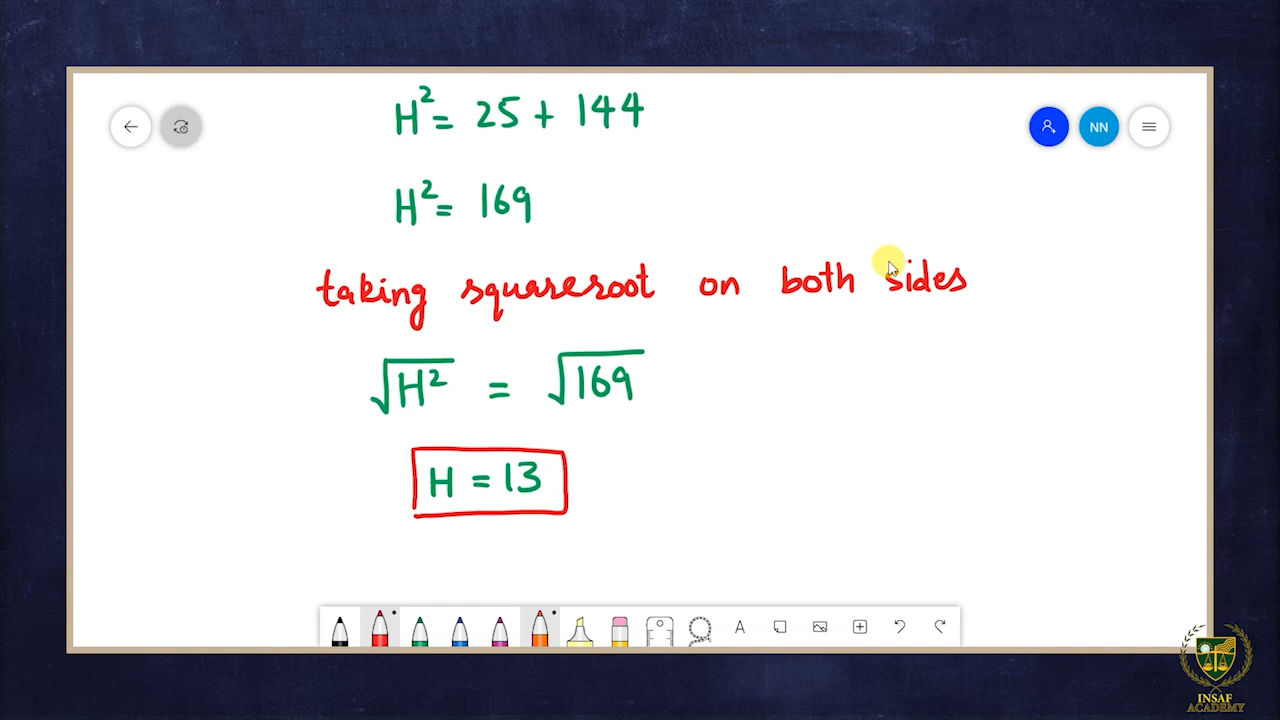 H² = 25 + 144
NN
H² = 169
taking squareroot on both sides
√H² = √169
H = 13
A
INSAF
ACADEMY